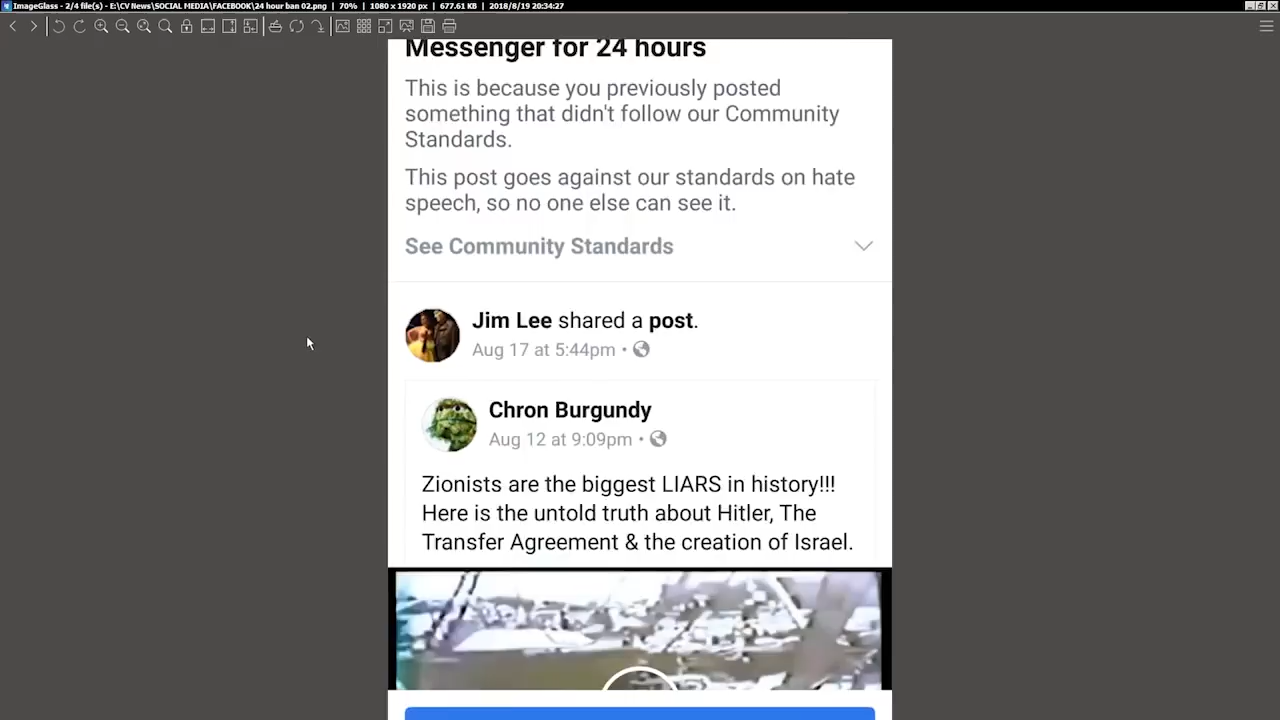 ImageGlass - 2/4 file(s) - E:\CV News\SOCIAL MEDIA\FACEBOOK\24 hour ban 02.png | 70% | 1080 x 1920 px | 677.61 KB | 2018/8/19 20:34:27
Messenger for 24 hours
This is because you previously posted
something that didn't follow our Community
Standards.
This post goes against our standards on hate
speech, so no one else can see it.
See Community Standards
Jim Lee shared a post.
Aug 17 at 5:44pm •
Chron Burgundy
Aug 12 at 9:09pm •
Zionists are the biggest LIARS in history!!!
Here is the untold truth about Hitler, The
Transfer Agreement & the creation of Israel.